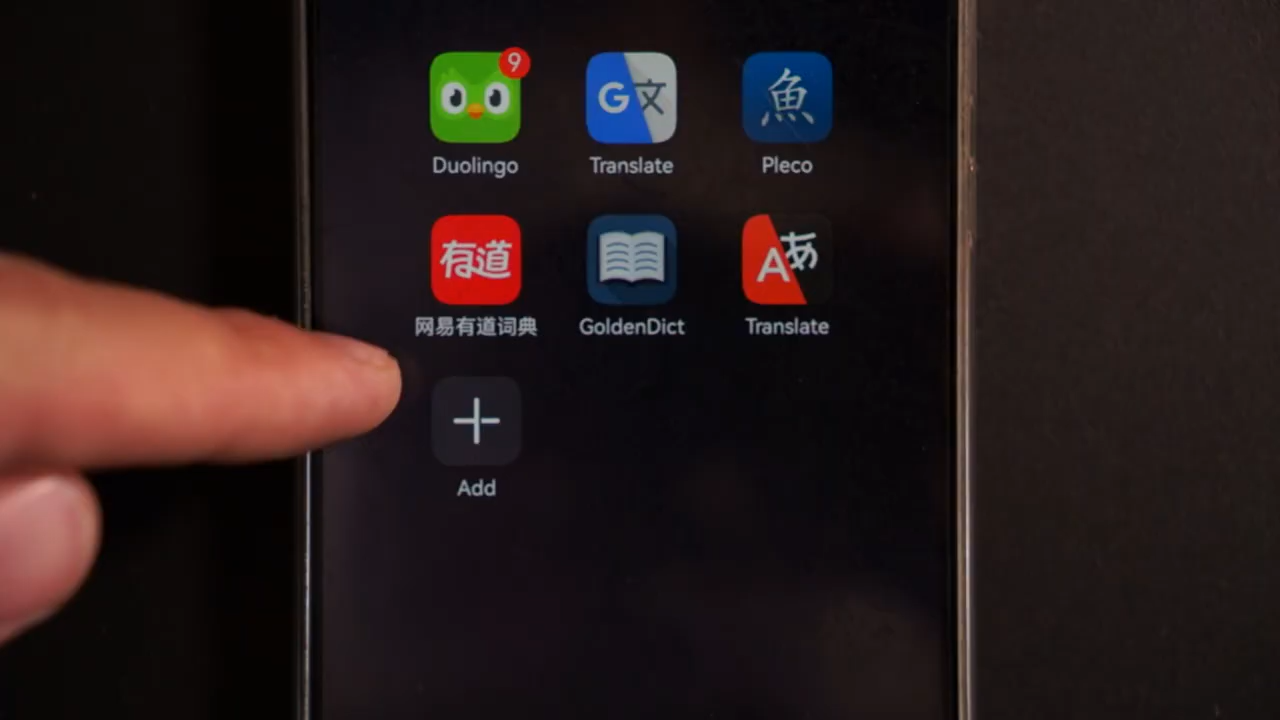 9
G文
魚
Duolingo
Translate
Pleco
有道
Aあ
网易有道词典
GoldenDict
Translate
Add